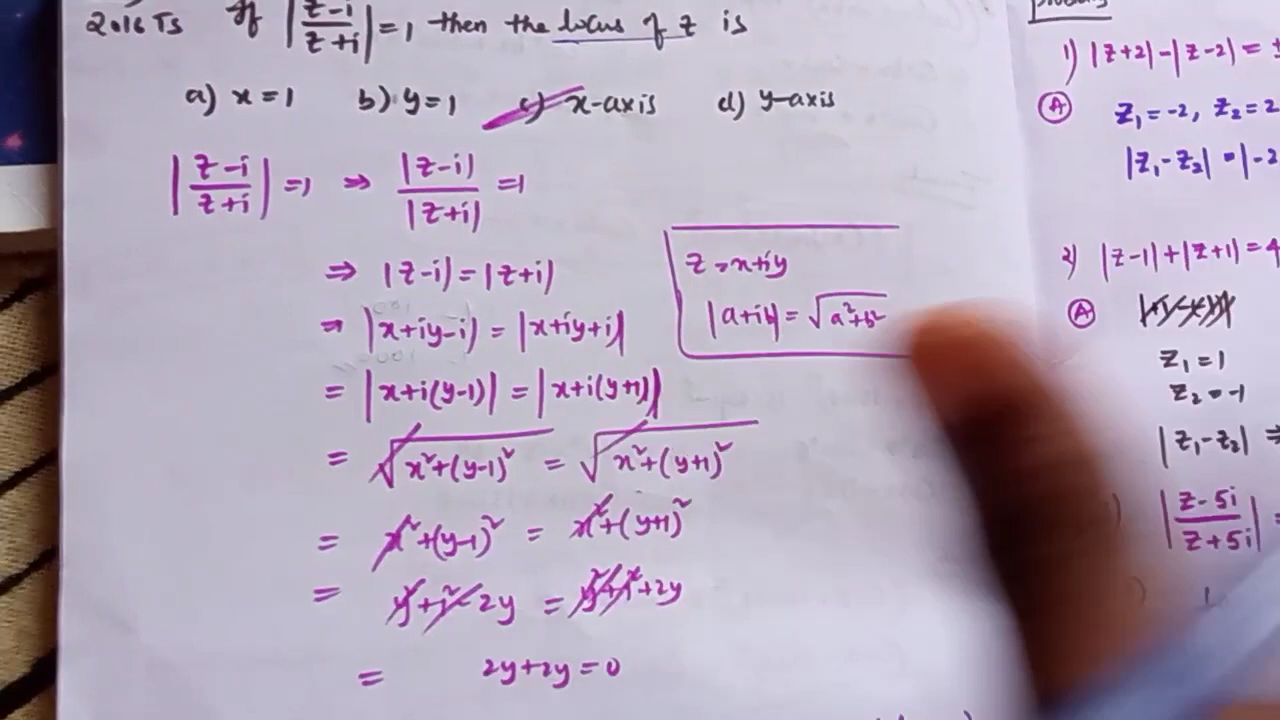 2016 TS If |z-i/z+i|=1 then the locus of z is
a) x=1 b) y=1 c) x-axis d) y-axis
|z-i/z+i|=1 ⇒ |z-i|/|z+i|=1
⇒ |z-i|=|z+i|
⇒ |x+iy-i|=|x+iy+i|
= |x+i(y-1)|=|x+i(y+1)|
= √x²+(y-1)² = √x²+(y+1)²
= x²+(y-1)² = x²+(y+1)²
= y²+1²-2y = y²+1²+2y
= 2y+2y=0
z=x+iy
|a+ib|=√a²+b²
1) |z+2|-|z-2|=
A z₁=-2, z₂=2
|z₁-z₂|=|-2
2) |z-1|+|z+1|=4
A
z₁=1
z₂=-1
|z₁-z₂| ⇒
|z-5i/z+5i|